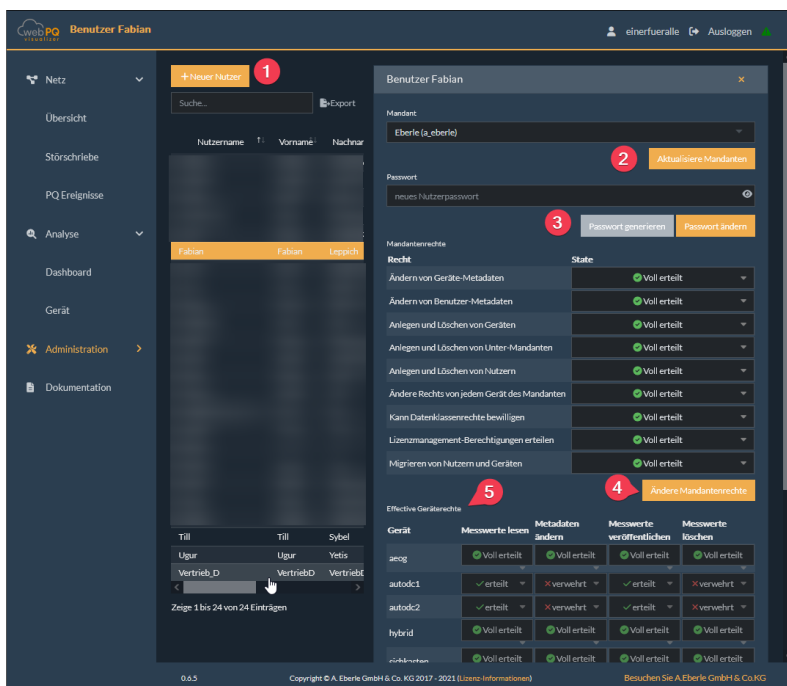 webPQ visualizer
Benutzer Fabian
einerfueralle
Ausloggen
Netz
Übersicht
Störschriebe
PQ Ereignisse
Analyse
Dashboard
Gerät
Administration
Dokumentation
+Neuer Nutzer
1
Suche...
Export
Nutzername Vorname Nachnar
Fabian Fabian Leppich
Till Till Sybel
Ugur Ugur Yetis
Vertrieb_D VertriebD VertriebD
Zeige 1 bis 24 von 24 Einträgen
Benutzer Fabian ×
Mandant
Eberle (a_eberle)
2
Aktualisiere Mandanten
Passwort
neues Nutzerpasswort
3
Passwort generieren Passwort ändern
Mandantenrechte
Recht State
Ändern von Geräte-Metadaten Voll erteilt
Ändern von Benutzer-Metadaten Voll erteilt
Anlegen und Löschen von Geräten Voll erteilt
Anlegen und Löschen von Unter-Mandanten Voll erteilt
Anlegen und Löschen von Nutzern Voll erteilt
Ändere Rechts von jedem Gerät des Mandanten Voll erteilt
Kann Datenklassenrechte bewilligen Voll erteilt
Lizenzmanagement-Berechtigungen erteilen Voll erteilt
Migrieren von Nutzern und Geräten Voll erteilt
4
Ändere Mandantenrechte
5
Effective Geräterechte
Gerät Messwerte lesen Metadaten ändern Messwerte veröffentlichen Messwerte löschen
aeog Voll erteilt Voll erteilt Voll erteilt Voll erteilt
autodc1 erteilt verwehrt erteilt verwehrt
autodc2 erteilt verwehrt erteilt verwehrt
hybrid Voll erteilt Voll erteilt Voll erteilt Voll erteilt
Voll erteilt Voll erteilt Voll erteilt Voll erteilt
0.6.5
Copyright © A. Eberle GmbH & Co. KG 2017 - 2021 (Lizenz-Informationen)
Besuchen Sie A.Eberle GmbH & Co.KG